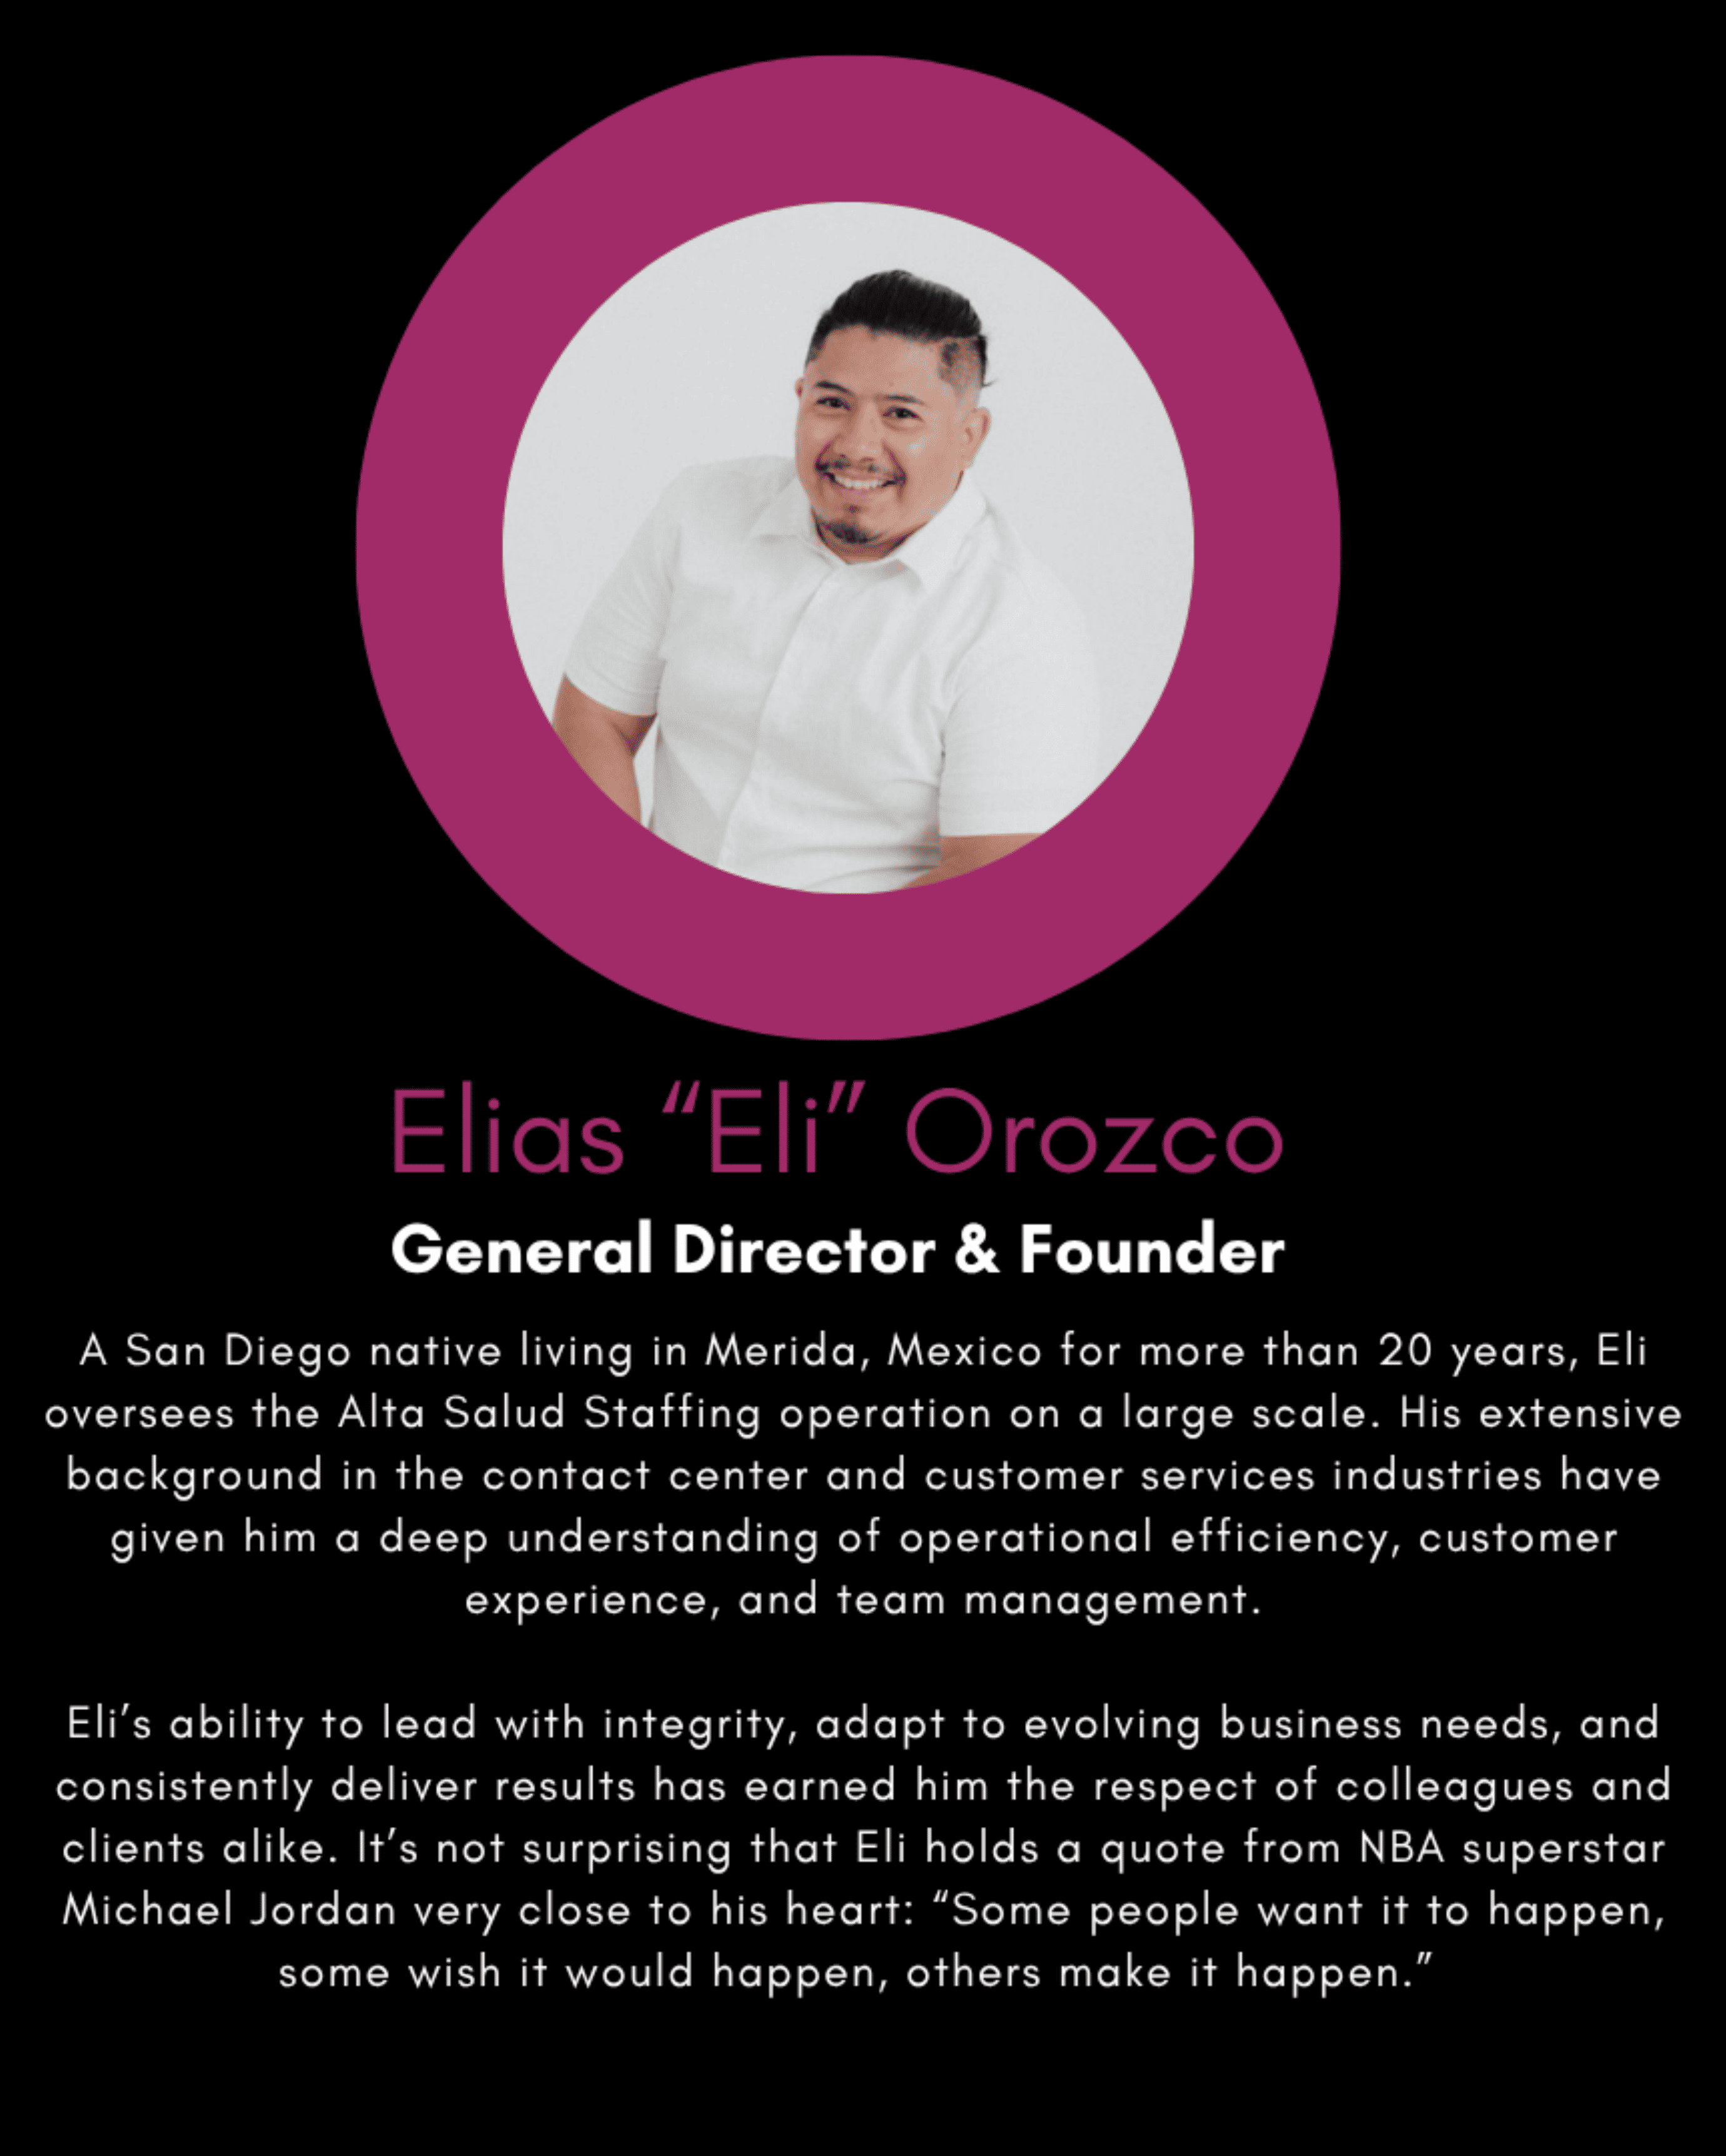 Elias “Eli” Orozco
General Director & Founder
A San Diego native living in Merida, Mexico for more than 20 years, Eli
oversees the Alta Salud Staffing operation on a large scale. His extensive
background in the contact center and customer services industries have
given him a deep understanding of operational efficiency, customer
experience, and team management.
Eli’s ability to lead with integrity, adapt to evolving business needs, and
consistently deliver results has earned him the respect of colleagues and
clients alike. It’s not surprising that Eli holds a quote from NBA superstar
Michael Jordan very close to his heart: “Some people want it to happen,
some wish it would happen, others make it happen.”